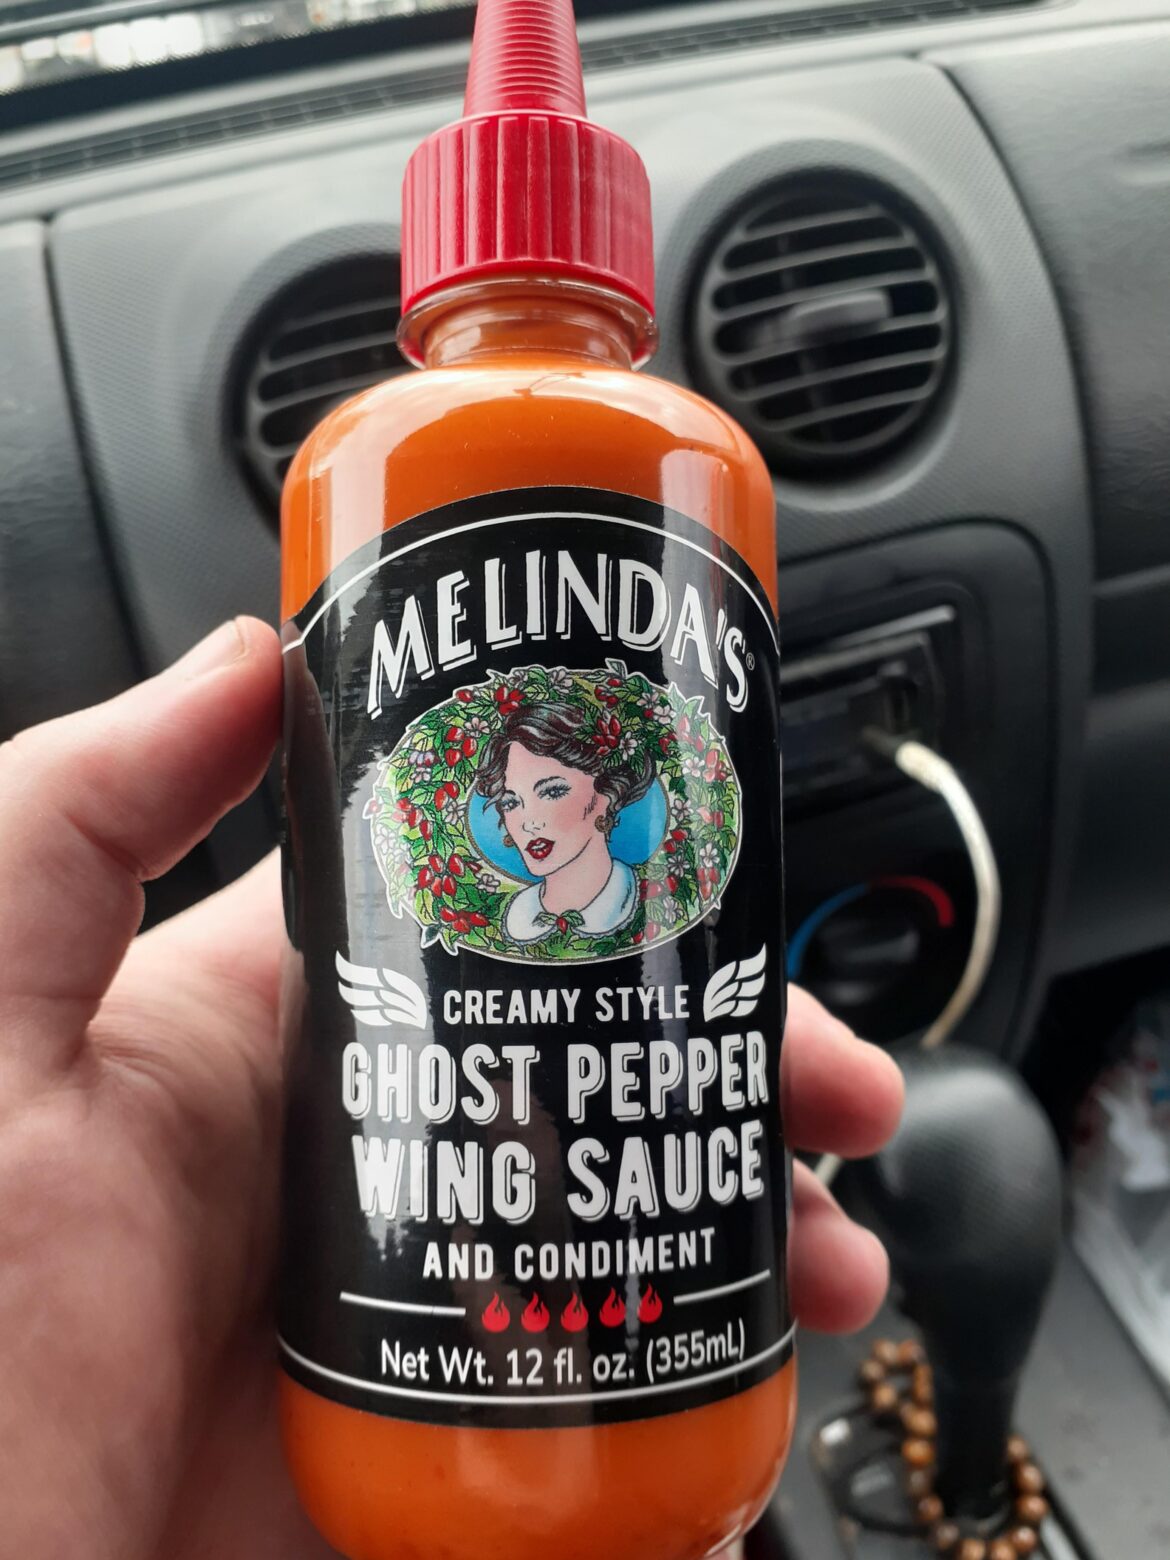 MELINDA'S®
CREAMY STYLE
GHOST PEPPER
WING SAUCE
AND CONDIMENT
Net Wt. 12 fl. oz. (355mL)